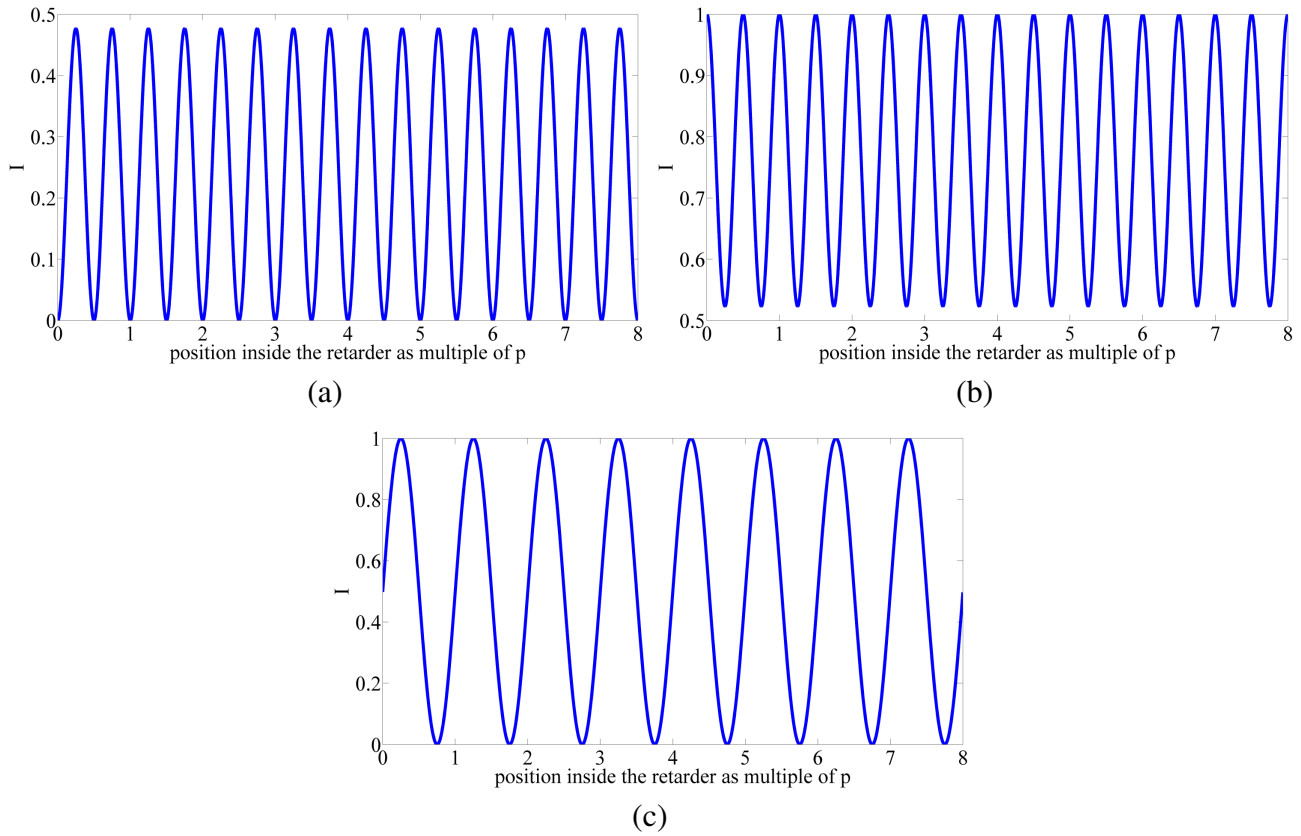 0.5
0.4
0.3
0.2
0.1
0
I
0 1 2 3 4 5 6 7 8
position inside the retarder as multiple of p
(a)
1
0.9
0.8
0.7
0.6
0.5
I
0 1 2 3 4 5 6 7 8
position inside the retarder as multiple of p
(b)
1
0.8
0.6
0.4
0.2
0
I
0 1 2 3 4 5 6 7 8
position inside the retarder as multiple of p
(c)